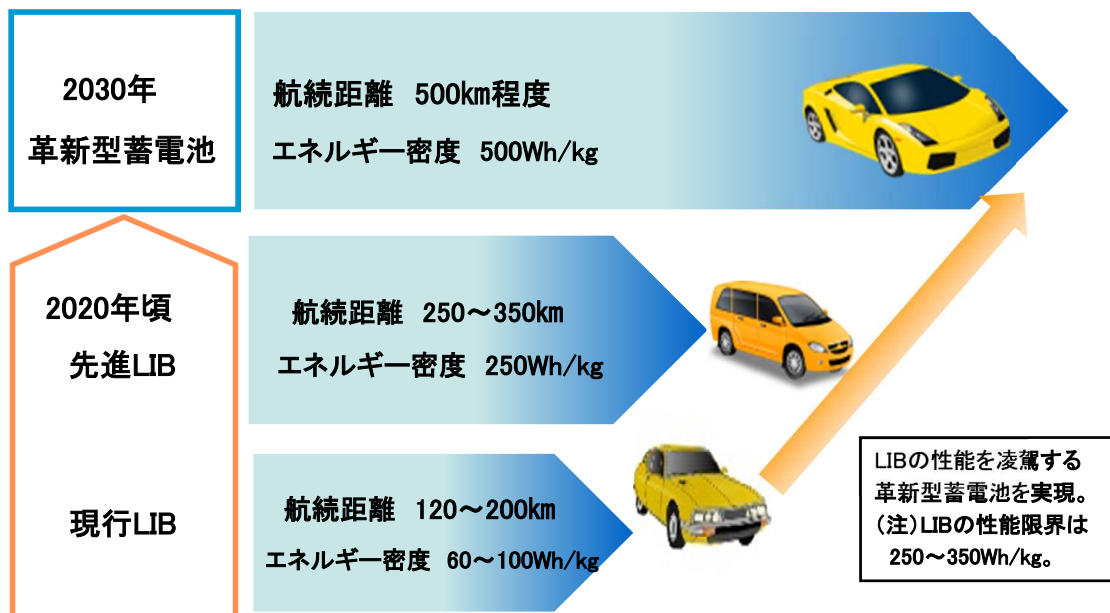 2030年
革新型蓄電池
航続距離 500km程度
エネルギー密度 500Wh/kg
2020年頃
先進LIB
航続距離 250～350km
エネルギー密度 250Wh/kg
現行LIB
航続距離 120～200km
エネルギー密度 60～100Wh/kg
LIBの性能を凌駕する
革新型蓄電池を実現。
（注）LIBの性能限界は
250～350Wh/kg。